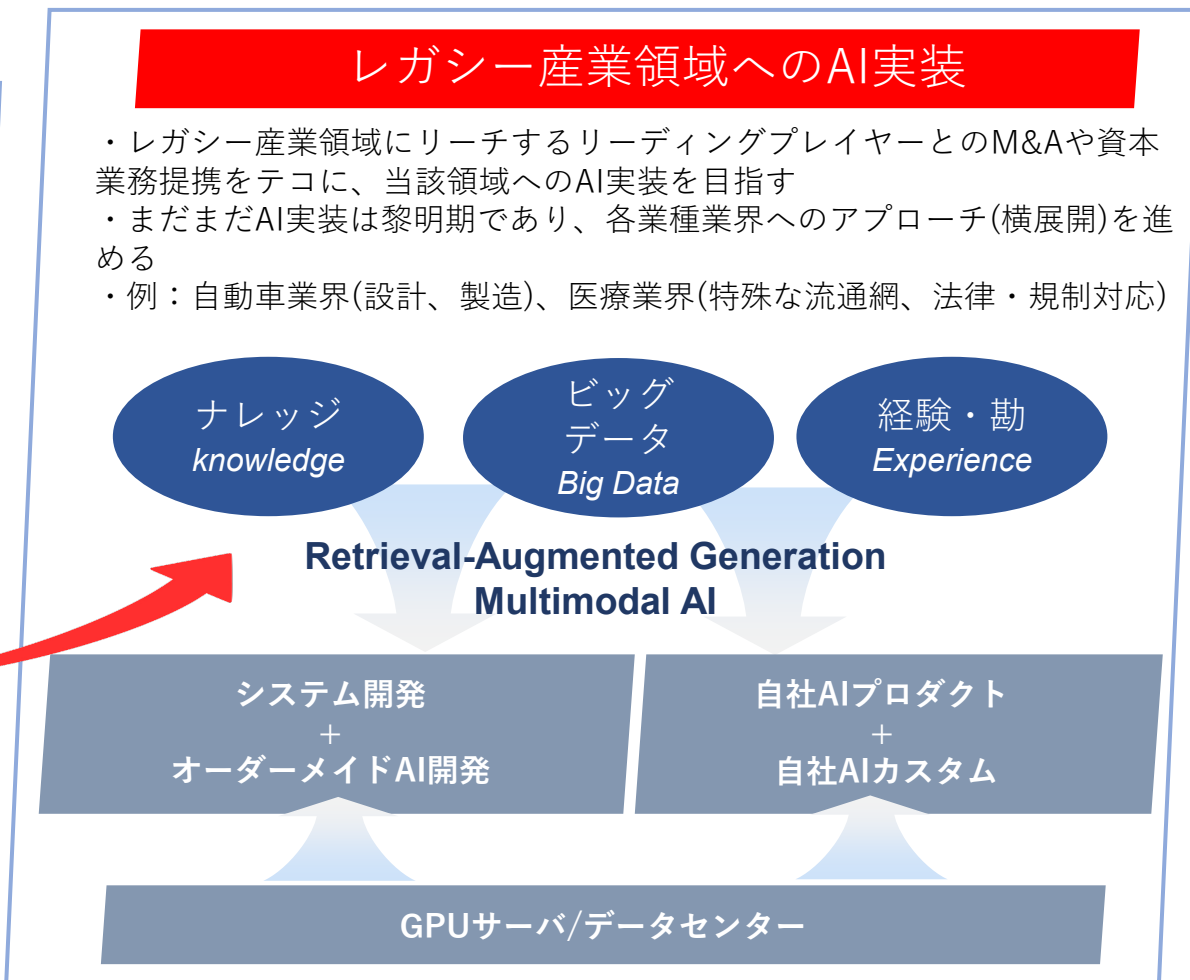 レガシー産業領域へのAI実装
・レガシー産業領域にリーチするリーディングプレイヤーとのM&Aや資本
業務提携をテコに、当該領域へのAI実装を目指す
・まだまだAI実装は黎明期であり、各業種業界へのアプローチ(横展開)を進
める
・例：自動車業界(設計、製造)、医療業界(特殊な流通網、法律・規制対応)
ナレッジ
knowledge
ビッグ
データ
Big Data
経験・勘
Experience
Retrieval-Augmented Generation
Multimodal AI
システム開発
+
オーダーメイドAI開発
自社AIプロダクト
+
自社AIカスタム
GPUサーバ/データセンター